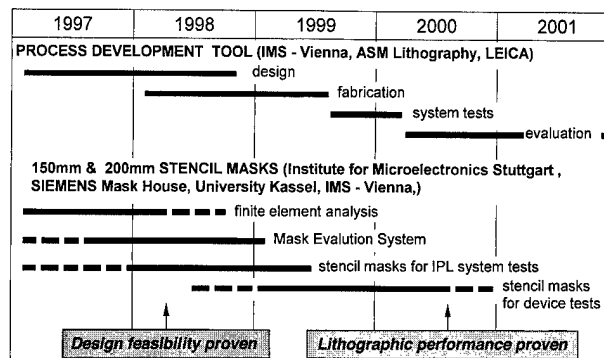 1997 1998 1999 2000 2001
PROCESS DEVELOPMENT TOOL (IMS - Vienna, ASM Lithography, LEICA)
design
fabrication
system tests
evaluation
150mm & 200mm STENCIL MASKS (Institute for Microelectronics Stuttgart ,
SIEMENS Mask House, University Kassel, IMS - Vienna,)
finite element analysis
Mask Evalution System
stencil masks for IPL system tests
stencil masks
for device tests
Design feasibility proven
Lithographic performance proven